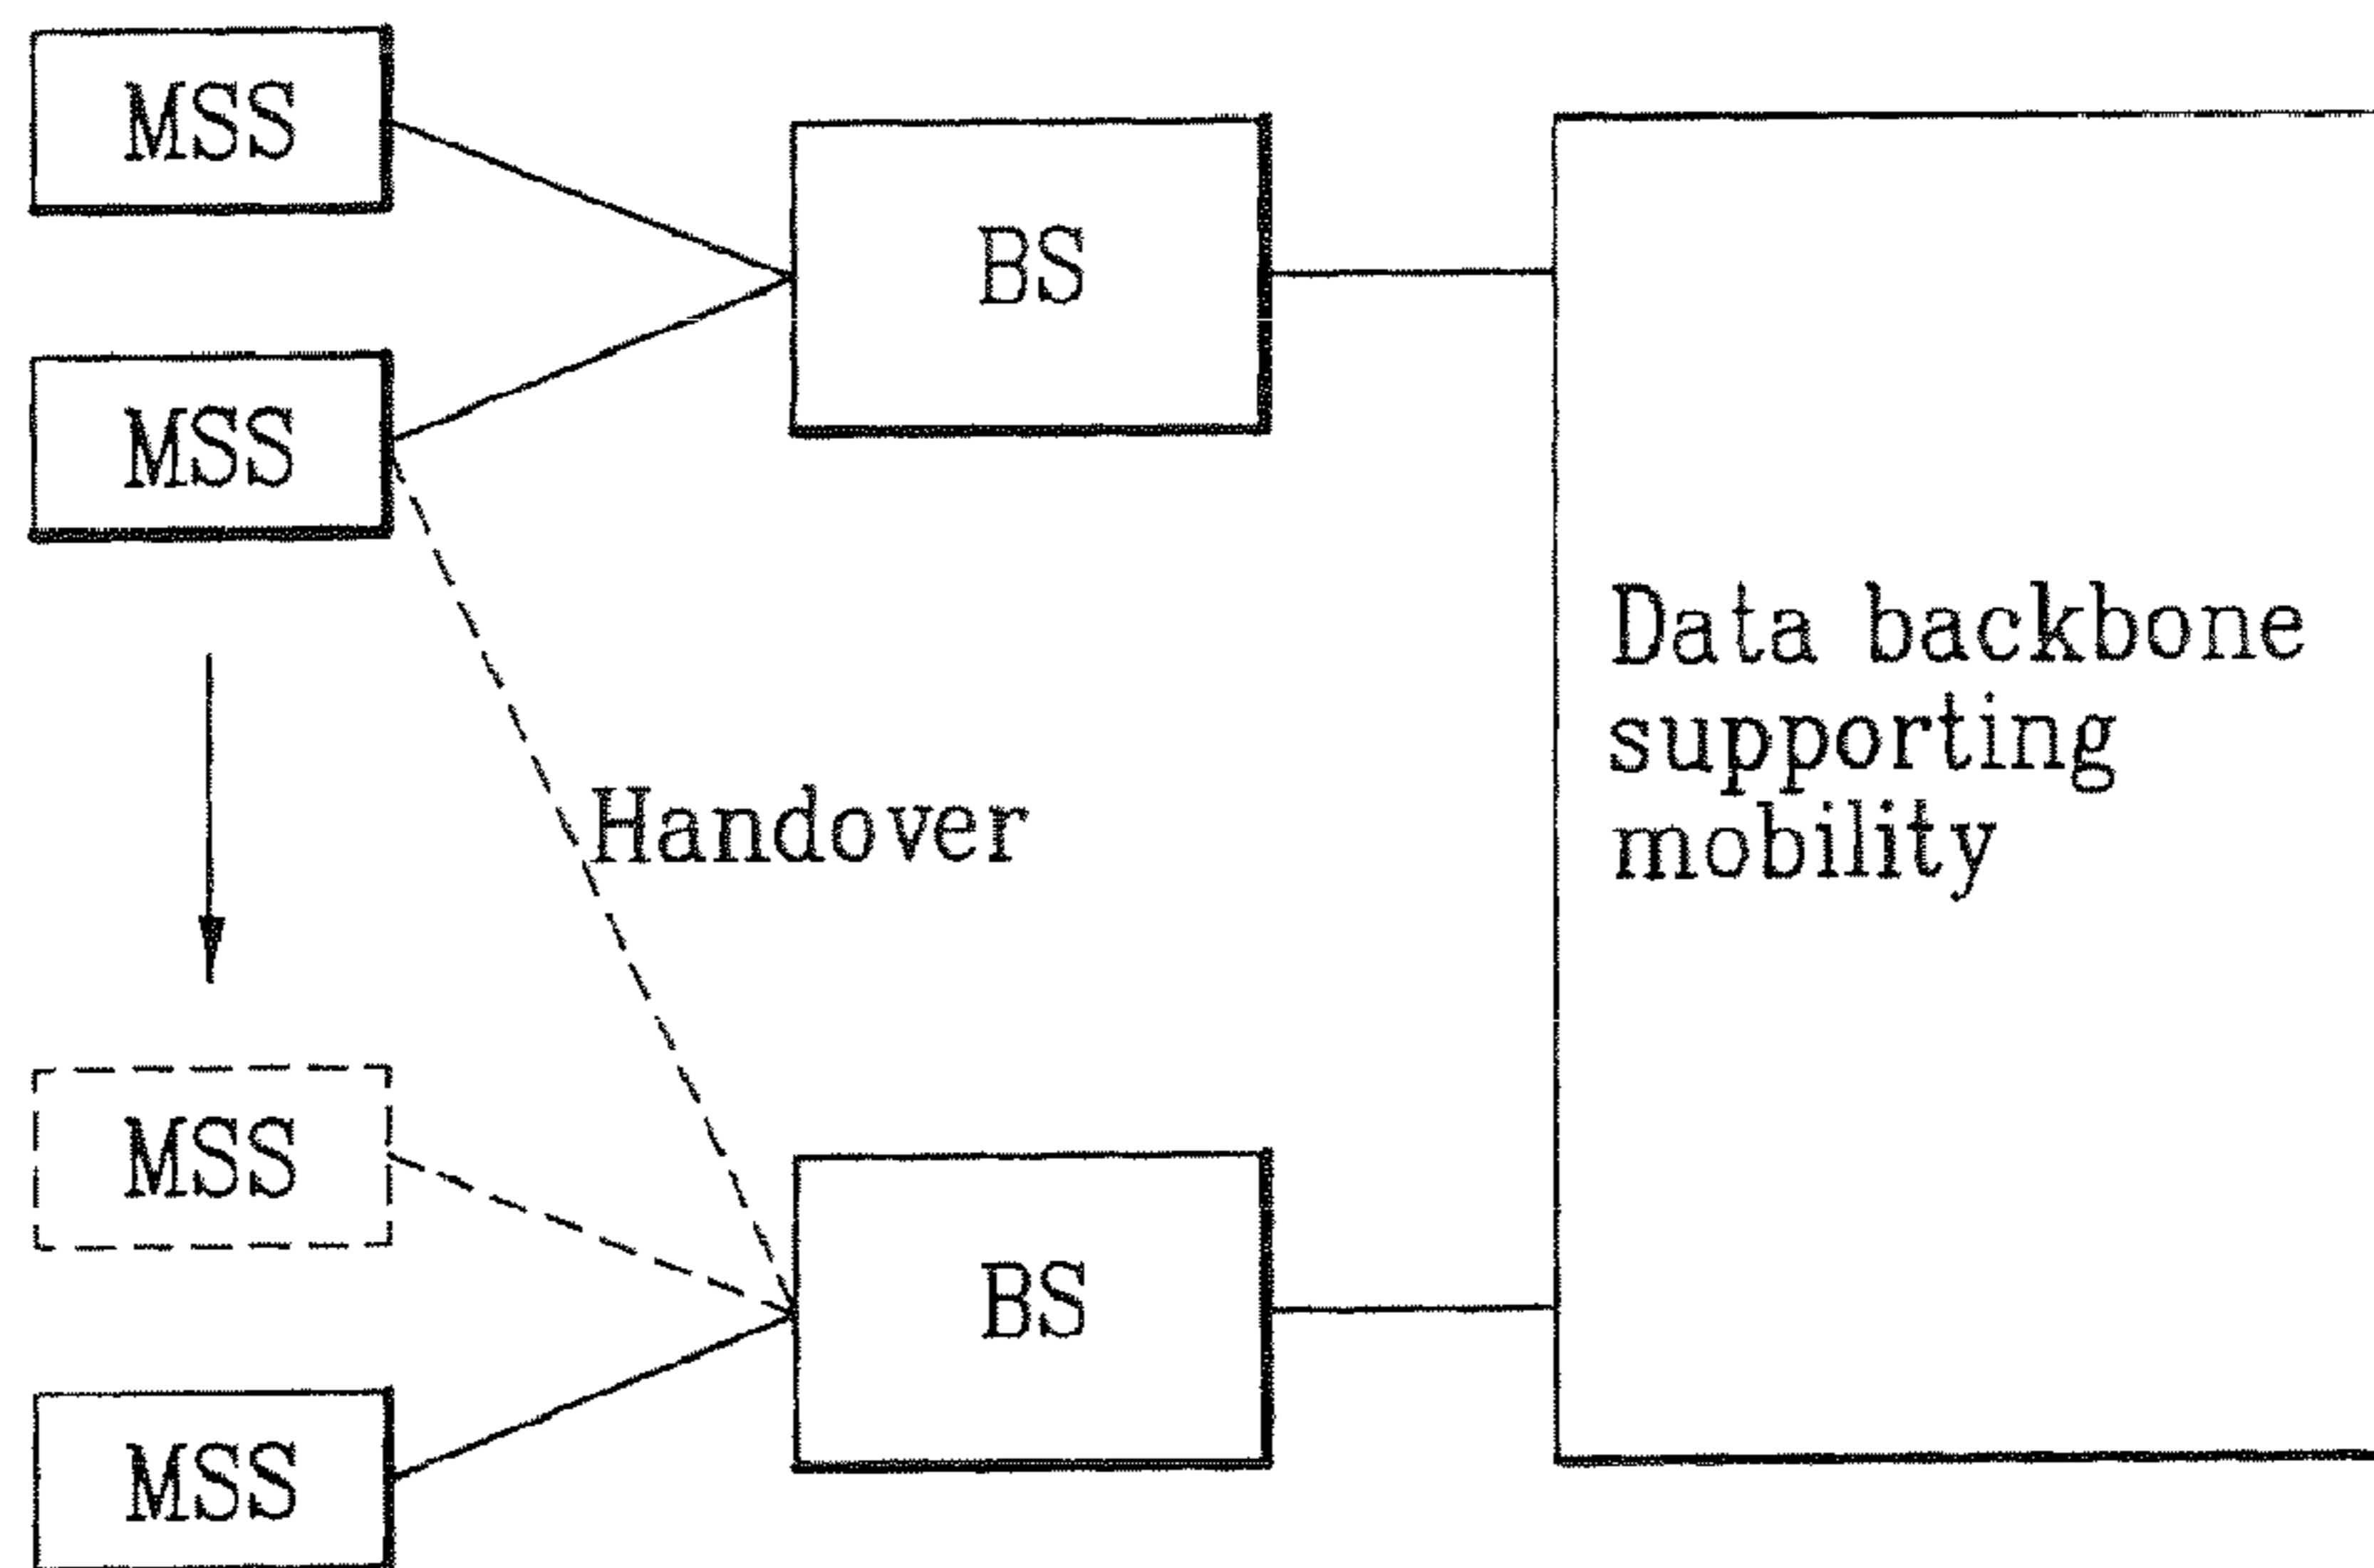 MSS
BS
MSS
Data backbone
supporting
mobility
Handover
MSS
BS
MSS